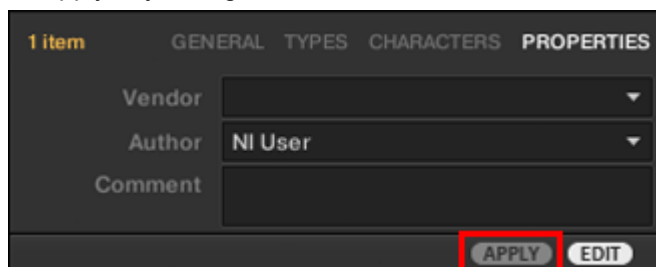 1 item GENERAL TYPES CHARACTERS PROPERTIES
Vendor
Author NI User
Comment
APPLY EDIT